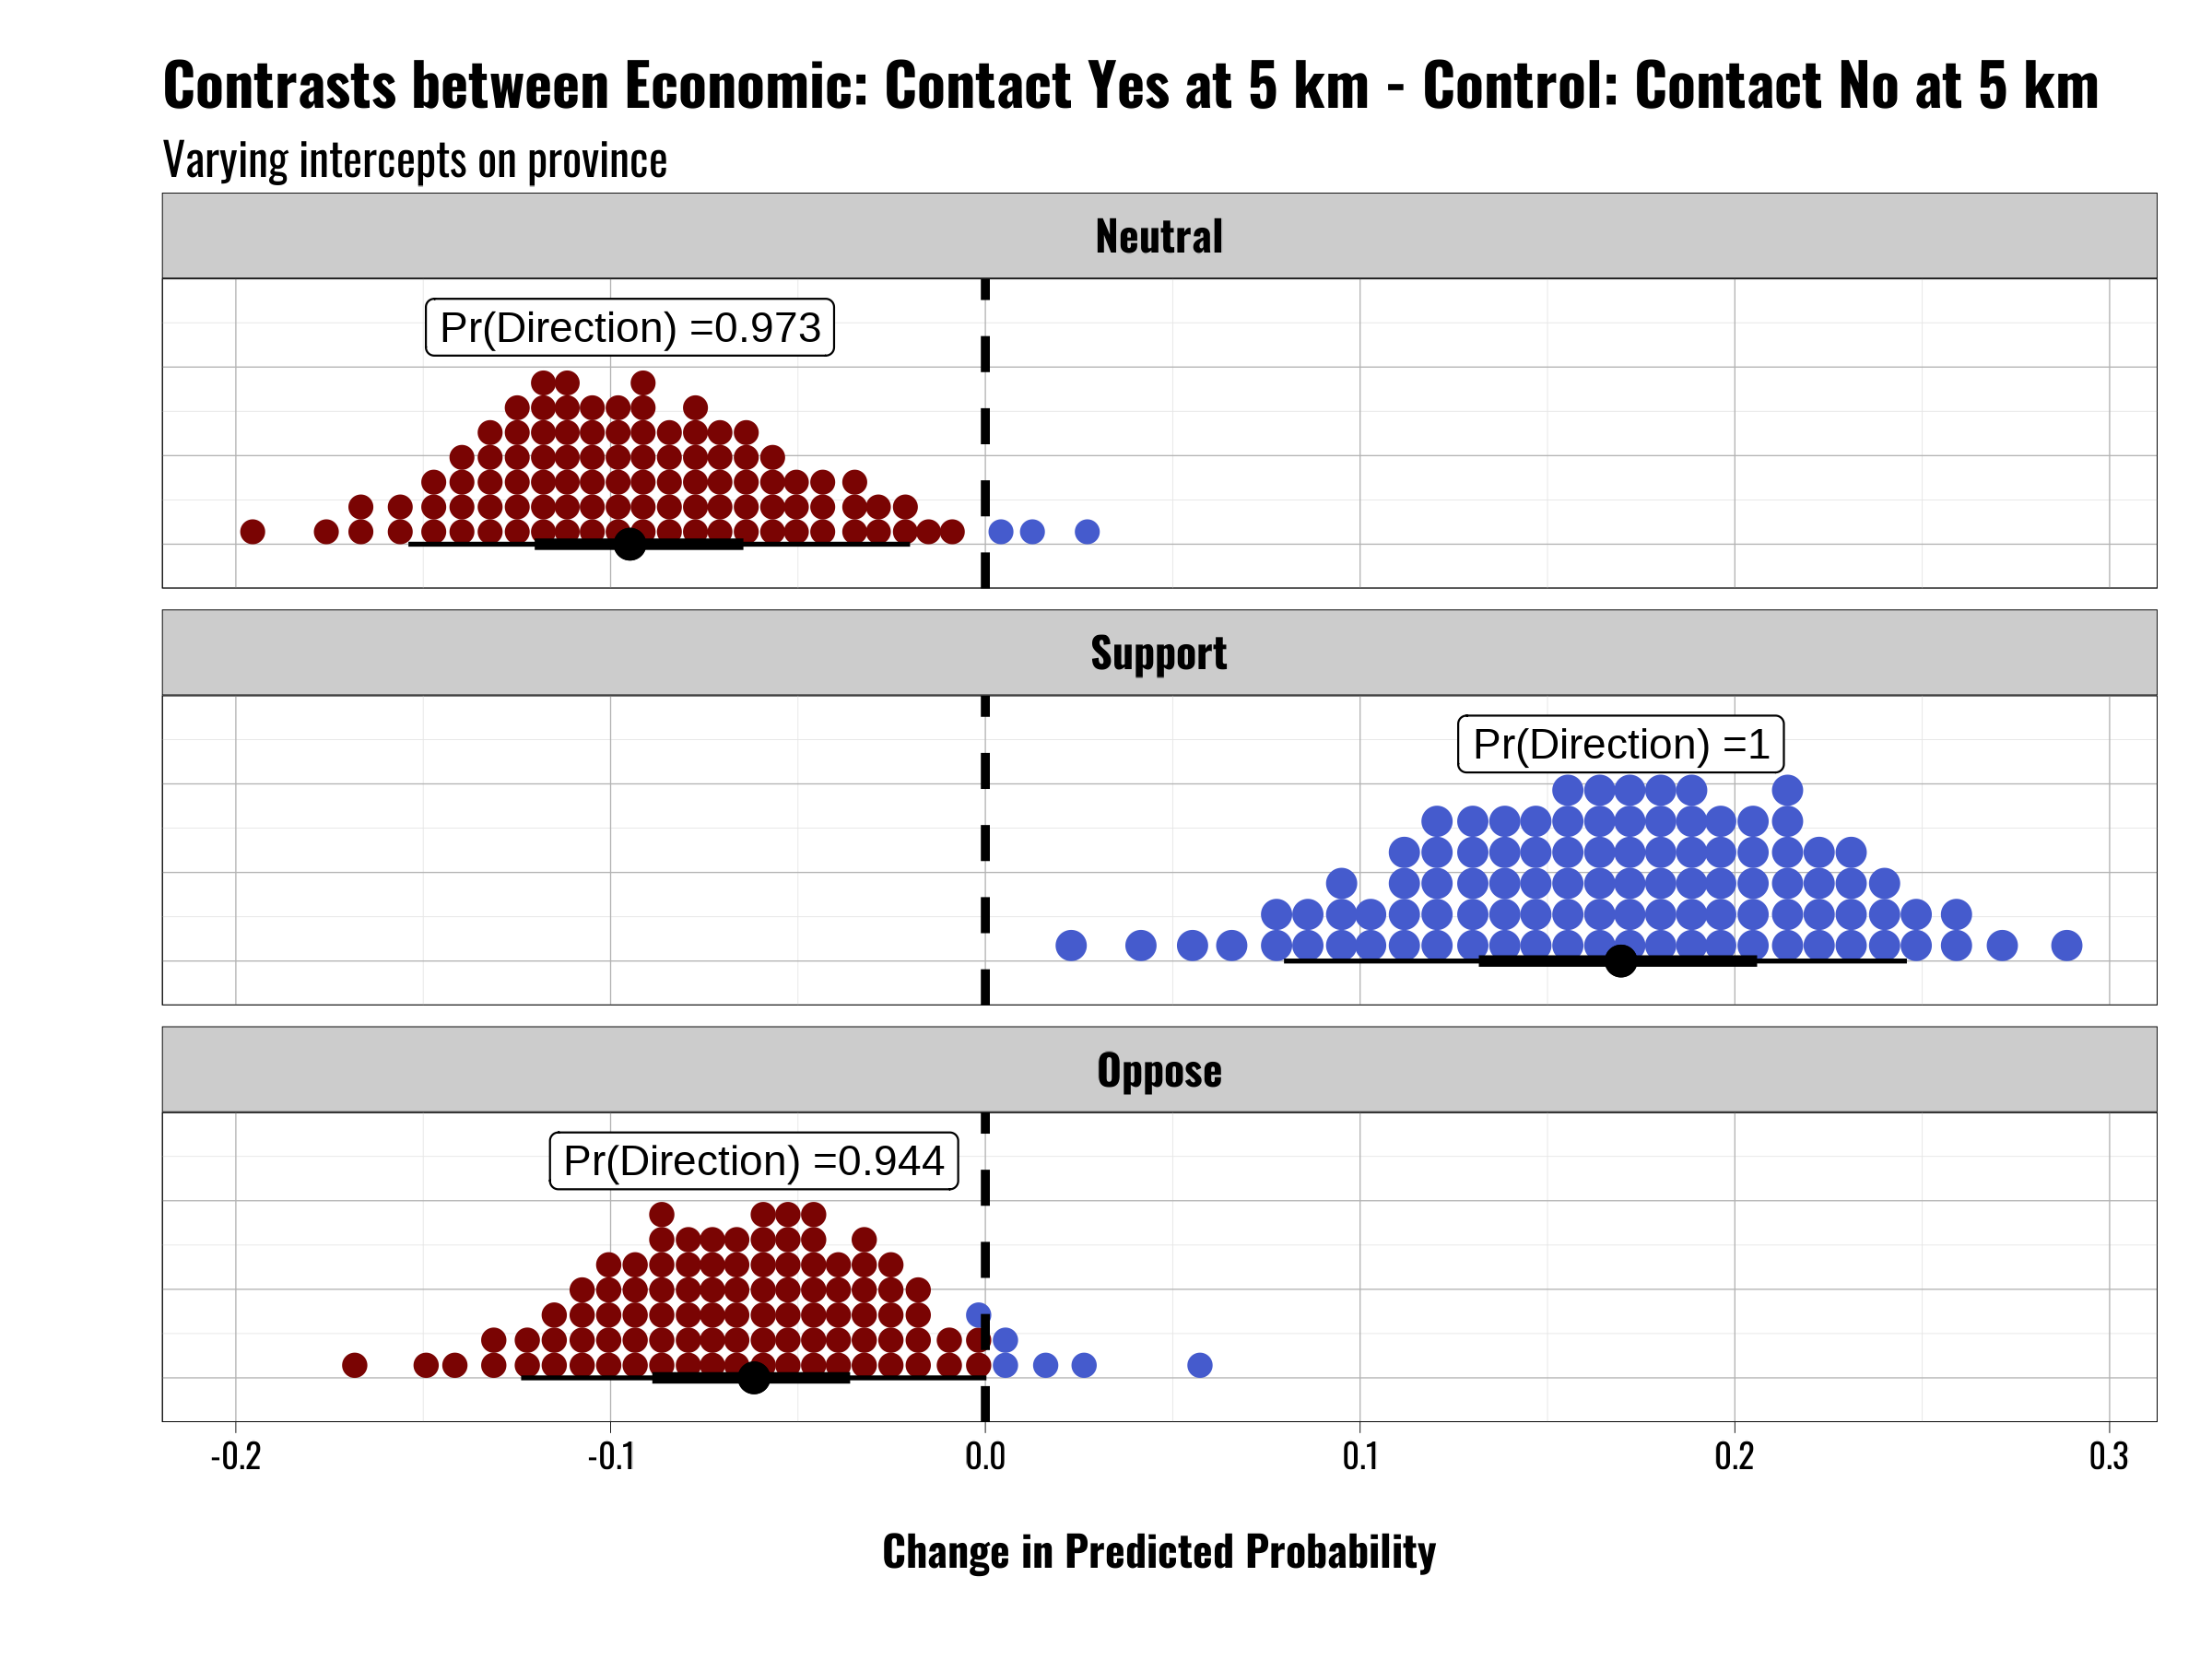 Contrasts between Economic: Contact Yes at 5 km - Control: Contact No at 5 km
Varying intercepts on province
Neutral
Pr(Direction) =0.973
Support
Pr(Direction) =1
Oppose
Pr(Direction) =0.944
-0.2 -0.1 0.0 0.1 0.2 0.3
Change in Predicted Probability